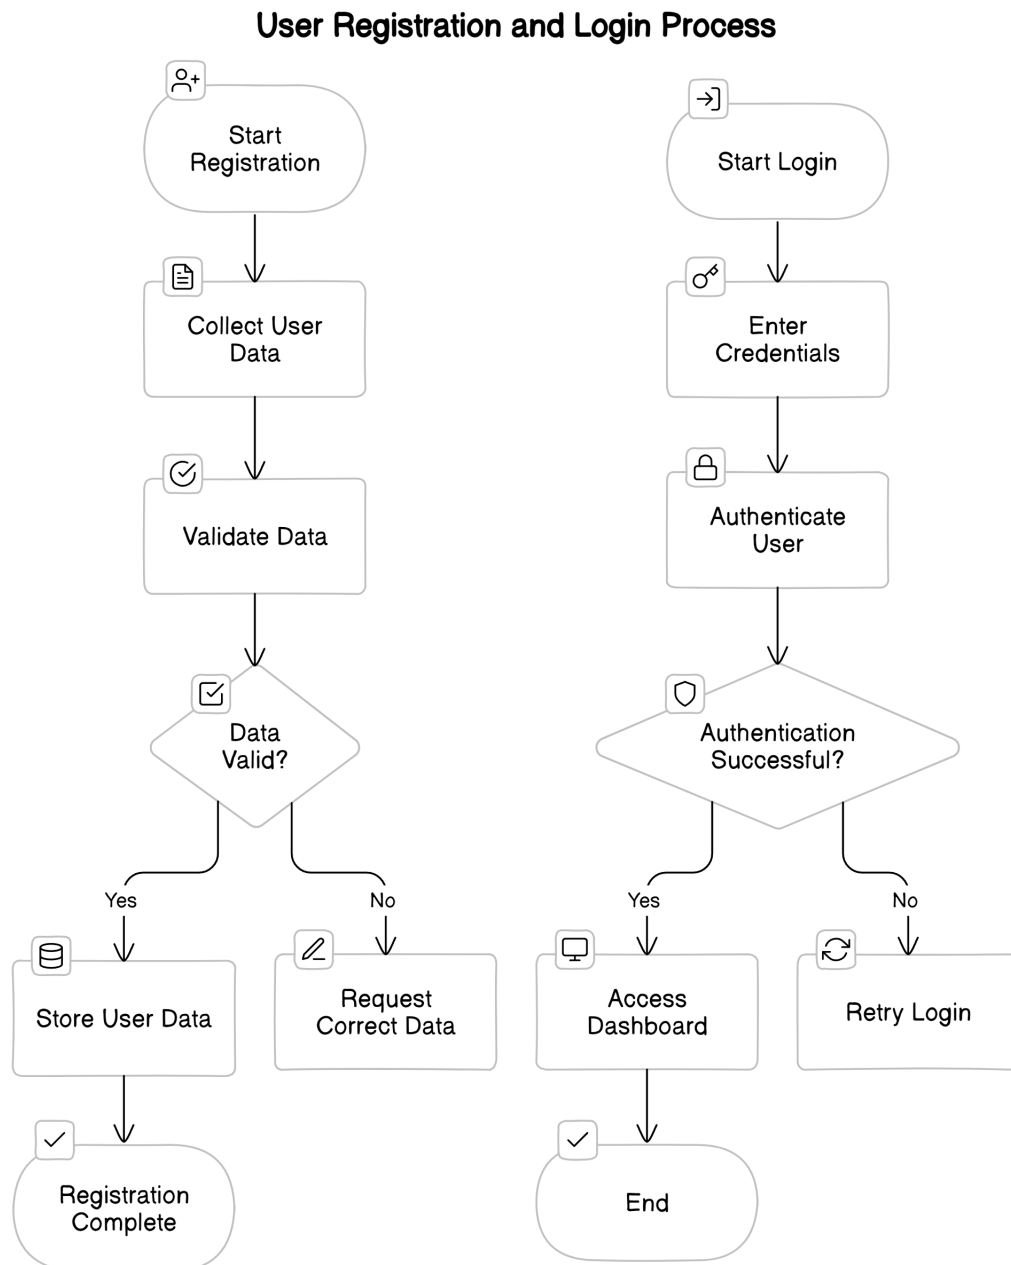 User Registration and Login Process
Start
Registration
Collect User
Data
Validate Data
Data
Valid?
Yes
No
Store User Data
Request
Correct Data
Registration
Complete
Start Login
Enter
Credentials
Authenticate
User
Authentication
Successful?
Yes
No
Access
Dashboard
Retry Login
End